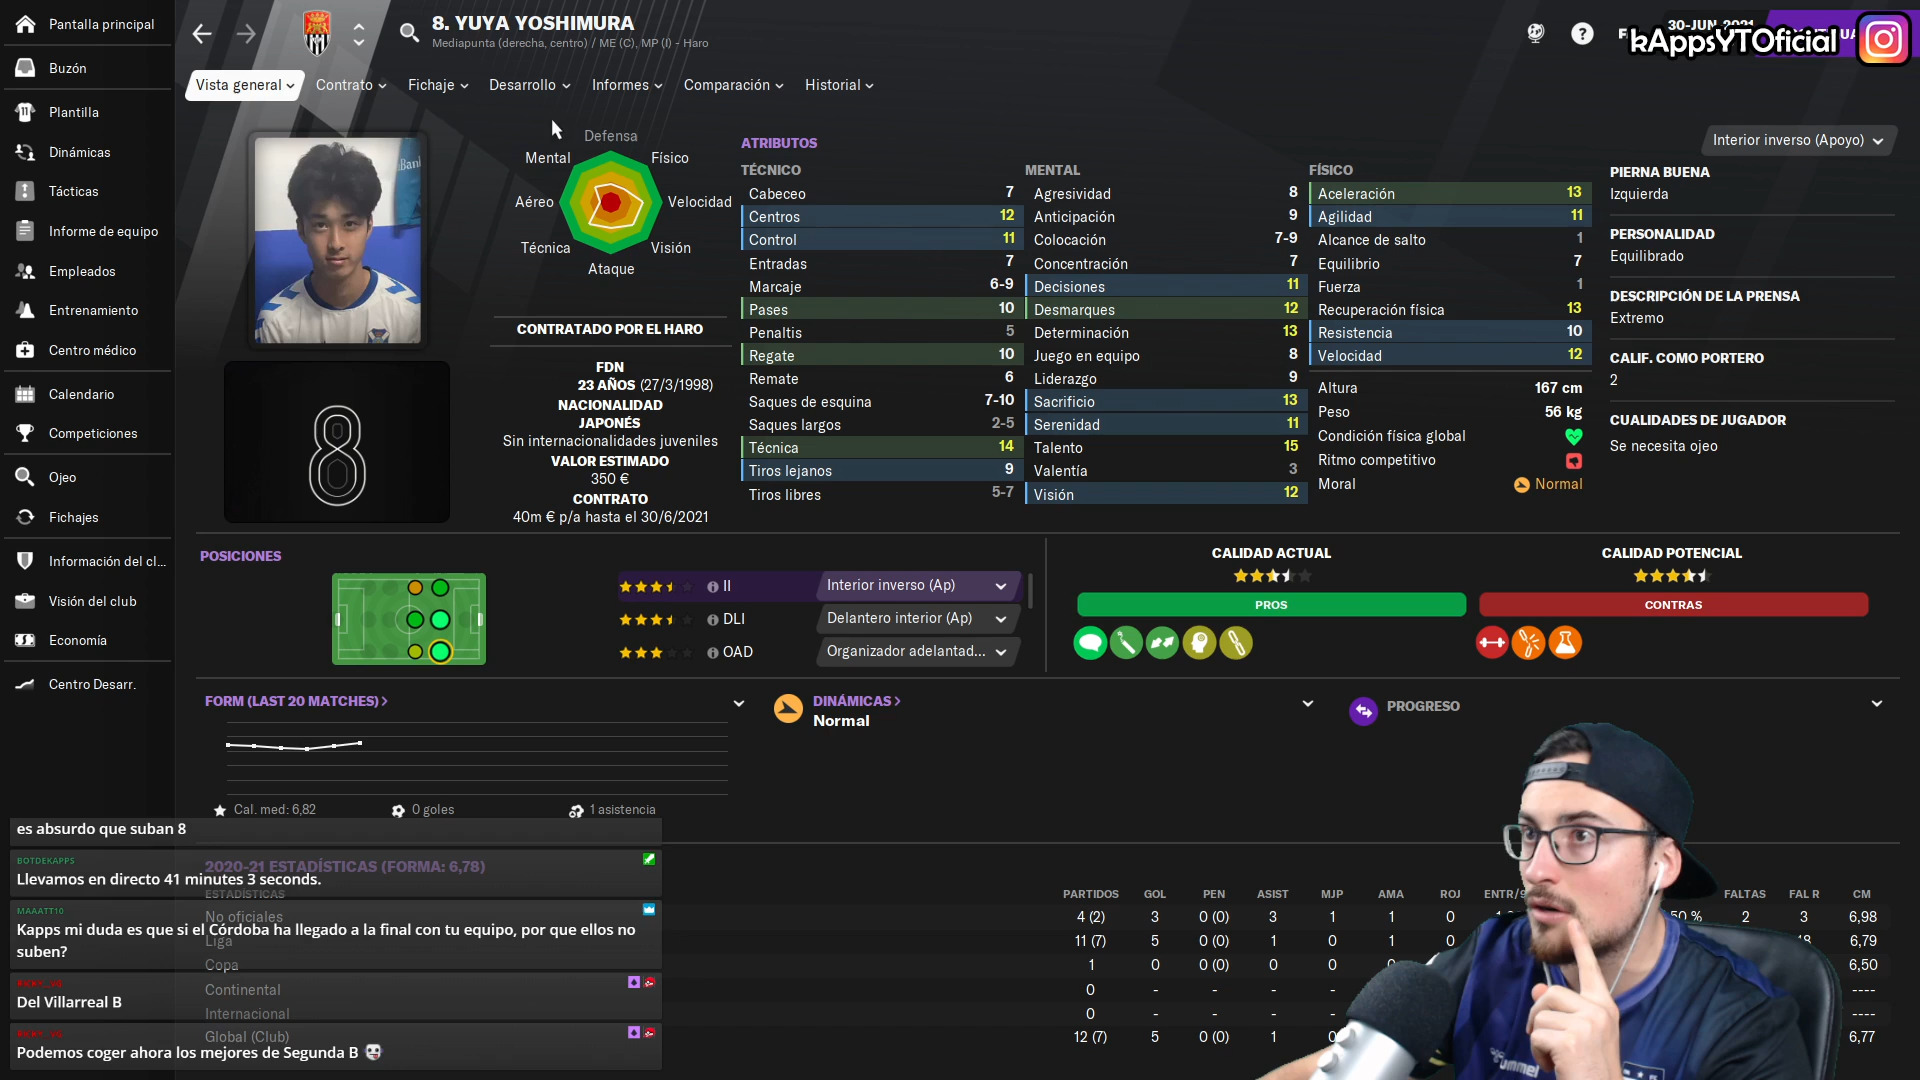 Pantalla principal
Buzón
Plantilla
Dinámicas
Tácticas
Informe de equipo
Empleados
Entrenamiento
Centro médico
Calendario
Competiciones
Ojeo
Fichajes
Información del cl...
Visión del club
Economía
Centro Desarr.
8. YUYA YOSHIMURA
Mediapunta (derecha, centro) / ME (C), MP (I) - Haro
30-JUN-2021
kAppsYTOficial
Vista general
Contrato
Fichaje
Desarrollo
Informes
Comparación
Historial
Defensa
Mental
Físico
Aéreo
Velocidad
Técnica
Visión
Ataque
CONTRATADO POR EL HARO
FDN
23 AÑOS (27/3/1998)
NACIONALIDAD
JAPONÉS
Sin internacionalidades juveniles
VALOR ESTIMADO
350 €
CONTRATO
40m € p/a hasta el 30/6/2021
8
ATRIBUTOS
Interior inverso (Apoyo)
TÉCNICO
Cabeceo 7
Centros 12
Control 11
Entradas 7
Marcaje 6-9
Pases 10
Penaltis 5
Regate 10
Remate 6
Saques de esquina 7-10
Saques largos 2-5
Técnica 14
Tiros lejanos 9
Tiros libres 5-7
MENTAL
Agresividad 8
Anticipación 9
Colocación 7-9
Concentración 7
Decisiones 11
Desmarques 12
Determinación 13
Juego en equipo 8
Liderazgo 9
Sacrificio 13
Serenidad 11
Talento 15
Valentía 3
Visión 12
FÍSICO
Aceleración 13
Agilidad 11
Alcance de salto 1
Equilibrio 7
Fuerza 1
Recuperación física 13
Resistencia 10
Velocidad 12
Altura 167 cm
Peso 56 kg
Condición física global
Ritmo competitivo
Moral Normal
PIERNA BUENA
Izquierda
PERSONALIDAD
Equilibrado
DESCRIPCIÓN DE LA PRENSA
Extremo
CALIF. COMO PORTERO
2
CUALIDADES DE JUGADOR
Se necesita ojeo
POSICIONES
II Interior inverso (Ap)
DLI Delantero interior (Ap)
OAD Organizador adelantad...
CALIDAD ACTUAL
CALIDAD POTENCIAL
PROS
CONTRAS
FORM (LAST 20 MATCHES) >
Cal. med: 6,82
0 goles
1 asistencia
DINÁMICAS >
Normal
PROGRESO
2020-21 ESTADÍSTICAS (FORMA: 6,78)
ESTADÍSTICAS PARTIDOS GOL PEN ASIST MJP AMA ROJ ENTR/9 FALTAS FAL R CM
No oficiales 4 (2) 3 0 (0) 3 1 1 0 50 % 2 3 6,98
Liga 11 (7) 5 0 (0) 1 0 1 0 18 6,79
Copa 1 0 0 (0) 0 0 6,50
Continental 0 - - - - ----
Internacional 0 - - - - ----
Global (Club) 12 (7) 5 0 (0) 1 0 6,77
es absurdo que suban 8
BOTDEKAPPS
Llevamos en directo 41 minutes 3 seconds.
MAAATT10
Kapps mi duda es que si el Córdoba ha llegado a la final con tu equipo, por que ellos no
suben?
Del Villarreal B
Podemos coger ahora los mejores de Segunda B
hummel